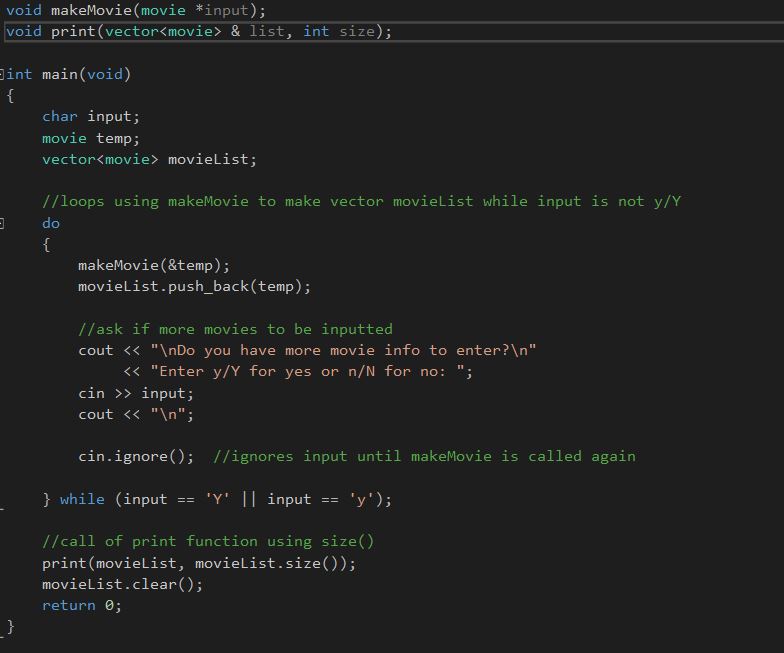 void makeMovie(movie *input);
void print(vector<movie> & list, int size);
int main(void)
{
char input;
movie temp;
vector<movie> movieList;
//loops using makeMovie to make vector movieList while input is not y/Y
do
{
makeMovie(&temp);
movieList.push_back(temp);
//ask if more movies to be inputted
cout << "\nDo you have more movie info to enter?\n"
<< "Enter y/Y for yes or n/N for no: ";
cin >> input;
cout << "\n";
cin.ignore();  //ignores input until makeMovie is called again
} while (input == 'Y' || input == 'y');
//call of print function using size()
print(movieList, movieList.size());
movieList.clear();
return 0;
}